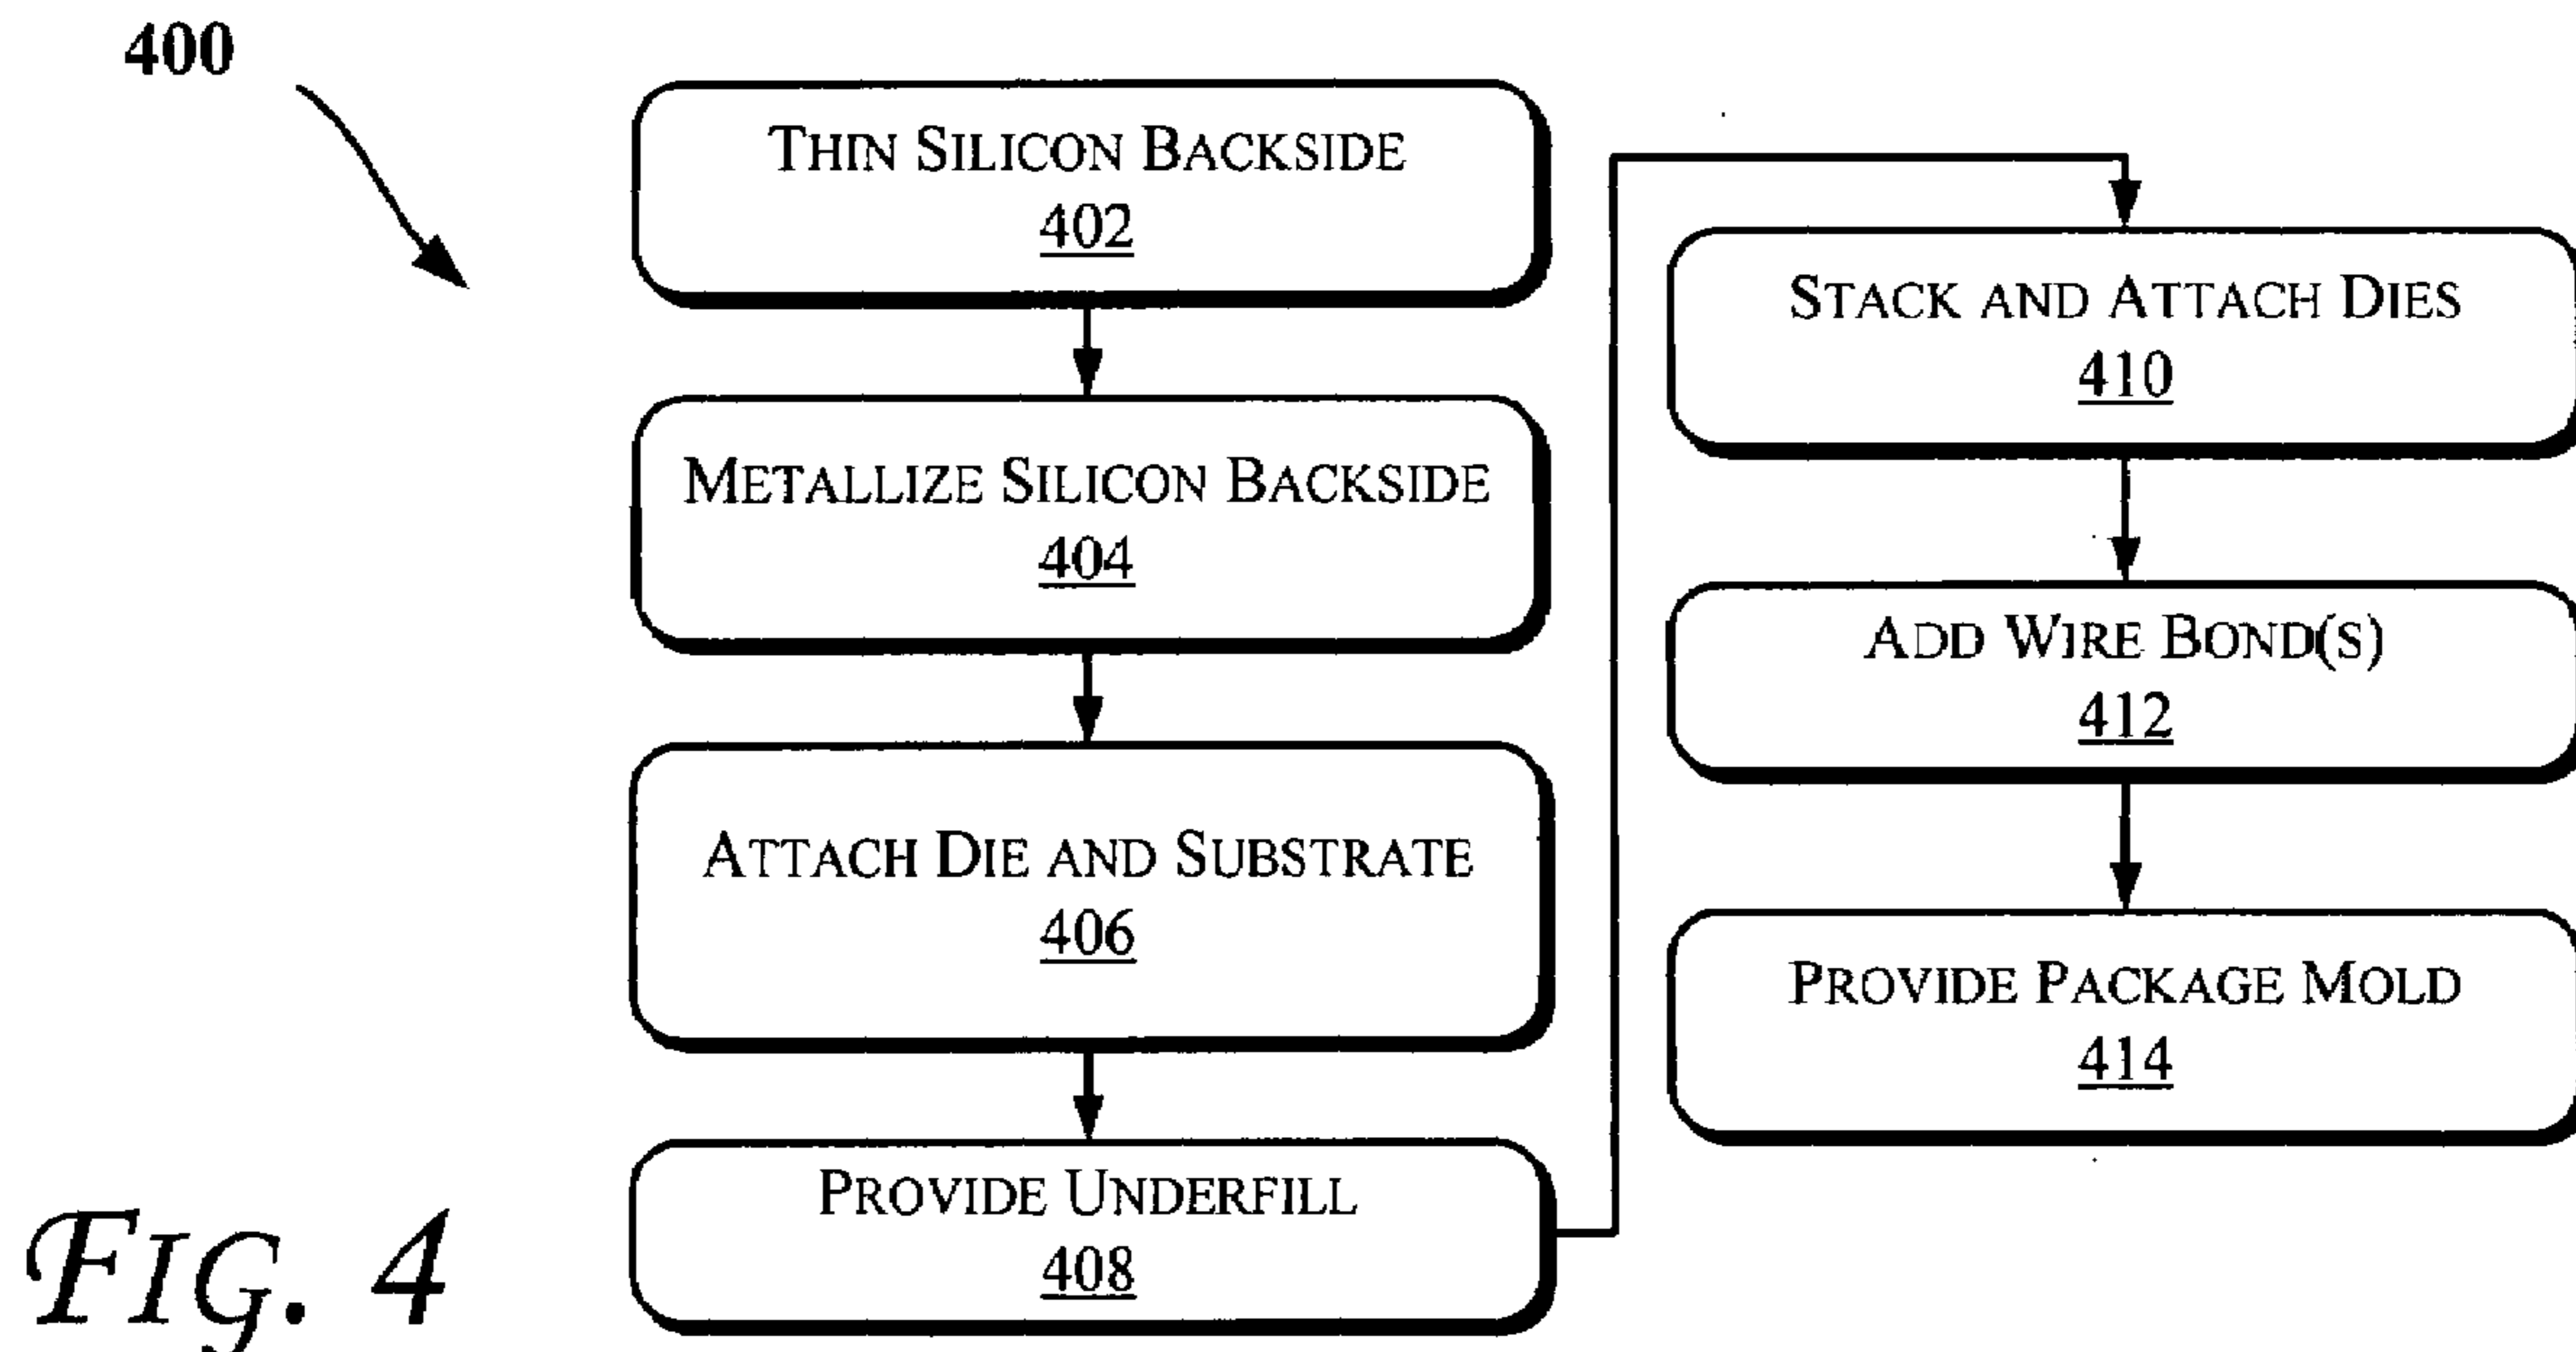 400
THIN SILICON BACKSIDE
402
METALLIZE SILICON BACKSIDE
404
ATTACH DIE AND SUBSTRATE
406
PROVIDE UNDERFILL
408
STACK AND ATTACH DIES
410
ADD WIRE BOND(S)
412
PROVIDE PACKAGE MOLD
414
FIG. 4